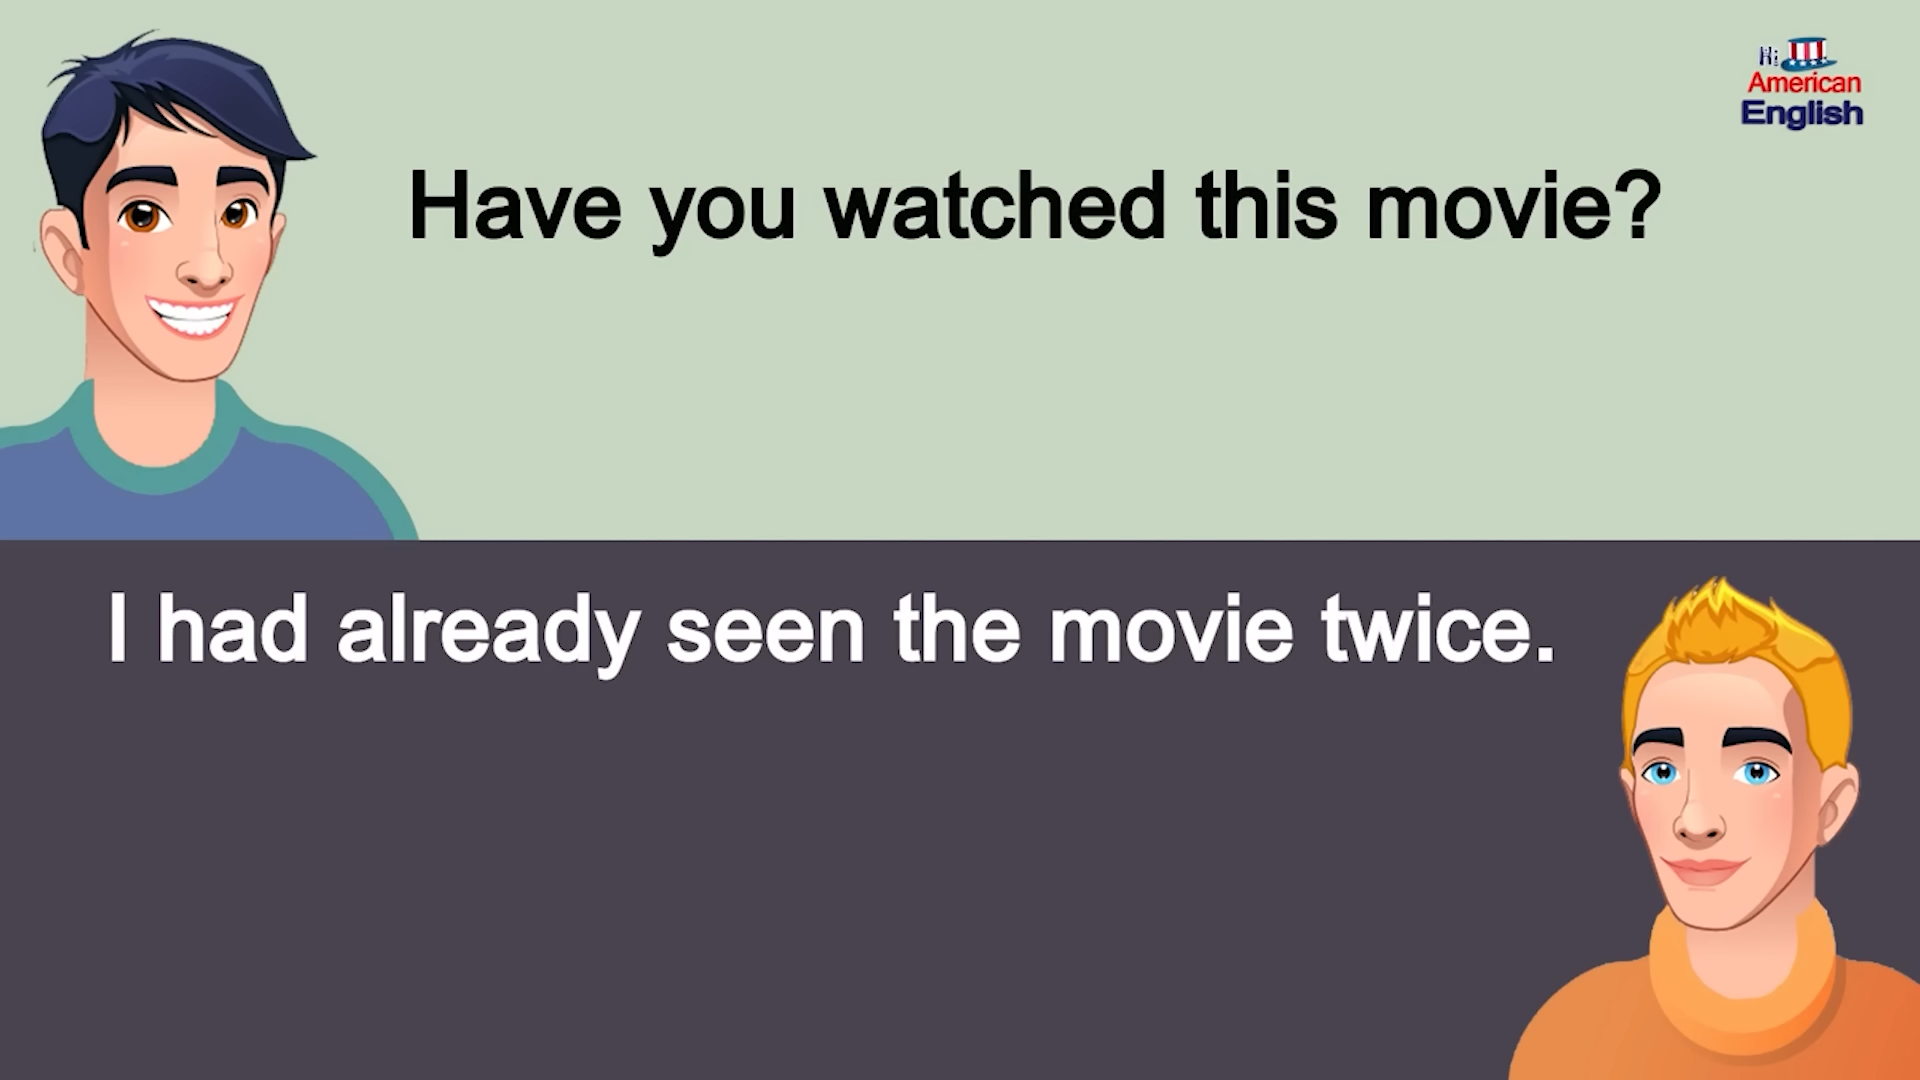 Hi
American
English
Have you watched this movie?
I had already seen the movie twice.